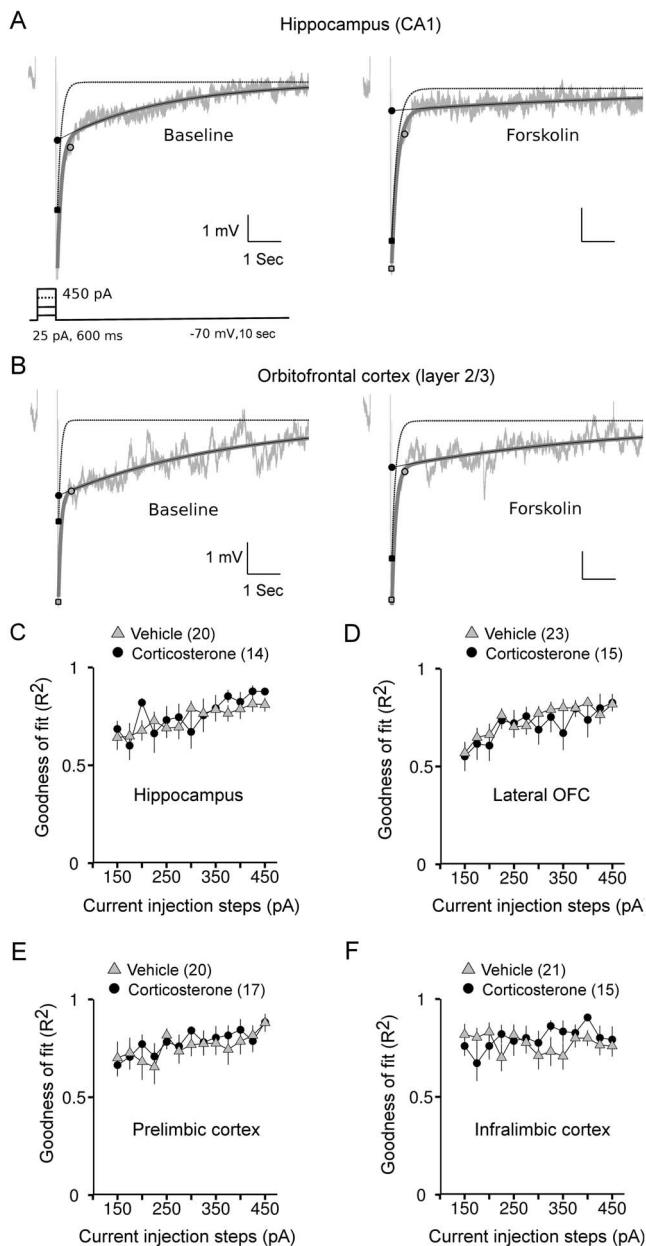 A
Hippocampus (CA1)
Baseline
Forskolin
1 mV
1 Sec
450 pA
25 pA, 600 ms
-70 mV,10 sec
B
Orbitofrontal cortex (layer 2/3)
Baseline
Forskolin
1 mV
1 Sec
C
Vehicle (20)
Corticosterone (14)
Goodness of fit (R²)
1
0.5
0
Hippocampus
150 250 350 450
Current injection steps (pA)
D
Vehicle (23)
Corticosterone (15)
Goodness of fit (R²)
1
0.5
0
Lateral OFC
150 250 350 450
Current injection steps (pA)
E
Vehicle (20)
Corticosterone (17)
Goodness of fit (R²)
1
0.5
0
Prelimbic cortex
150 250 350 450
Current injection steps (pA)
F
Vehicle (21)
Corticosterone (15)
Goodness of fit (R²)
1
0.5
0
Infralimbic cortex
150 250 350 450
Current injection steps (pA)